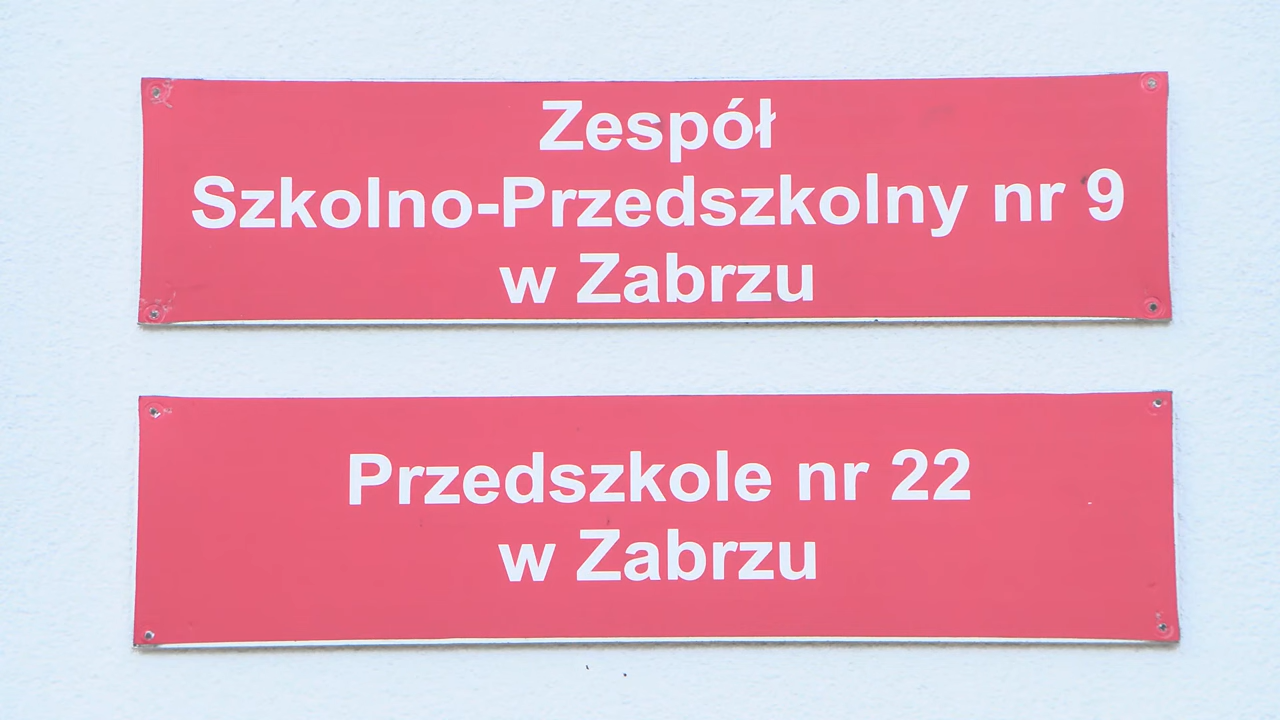 Zespół
Szkolno-Przedszkolny nr 9
w Zabrzu
Przedszkole nr 22
w Zabrzu